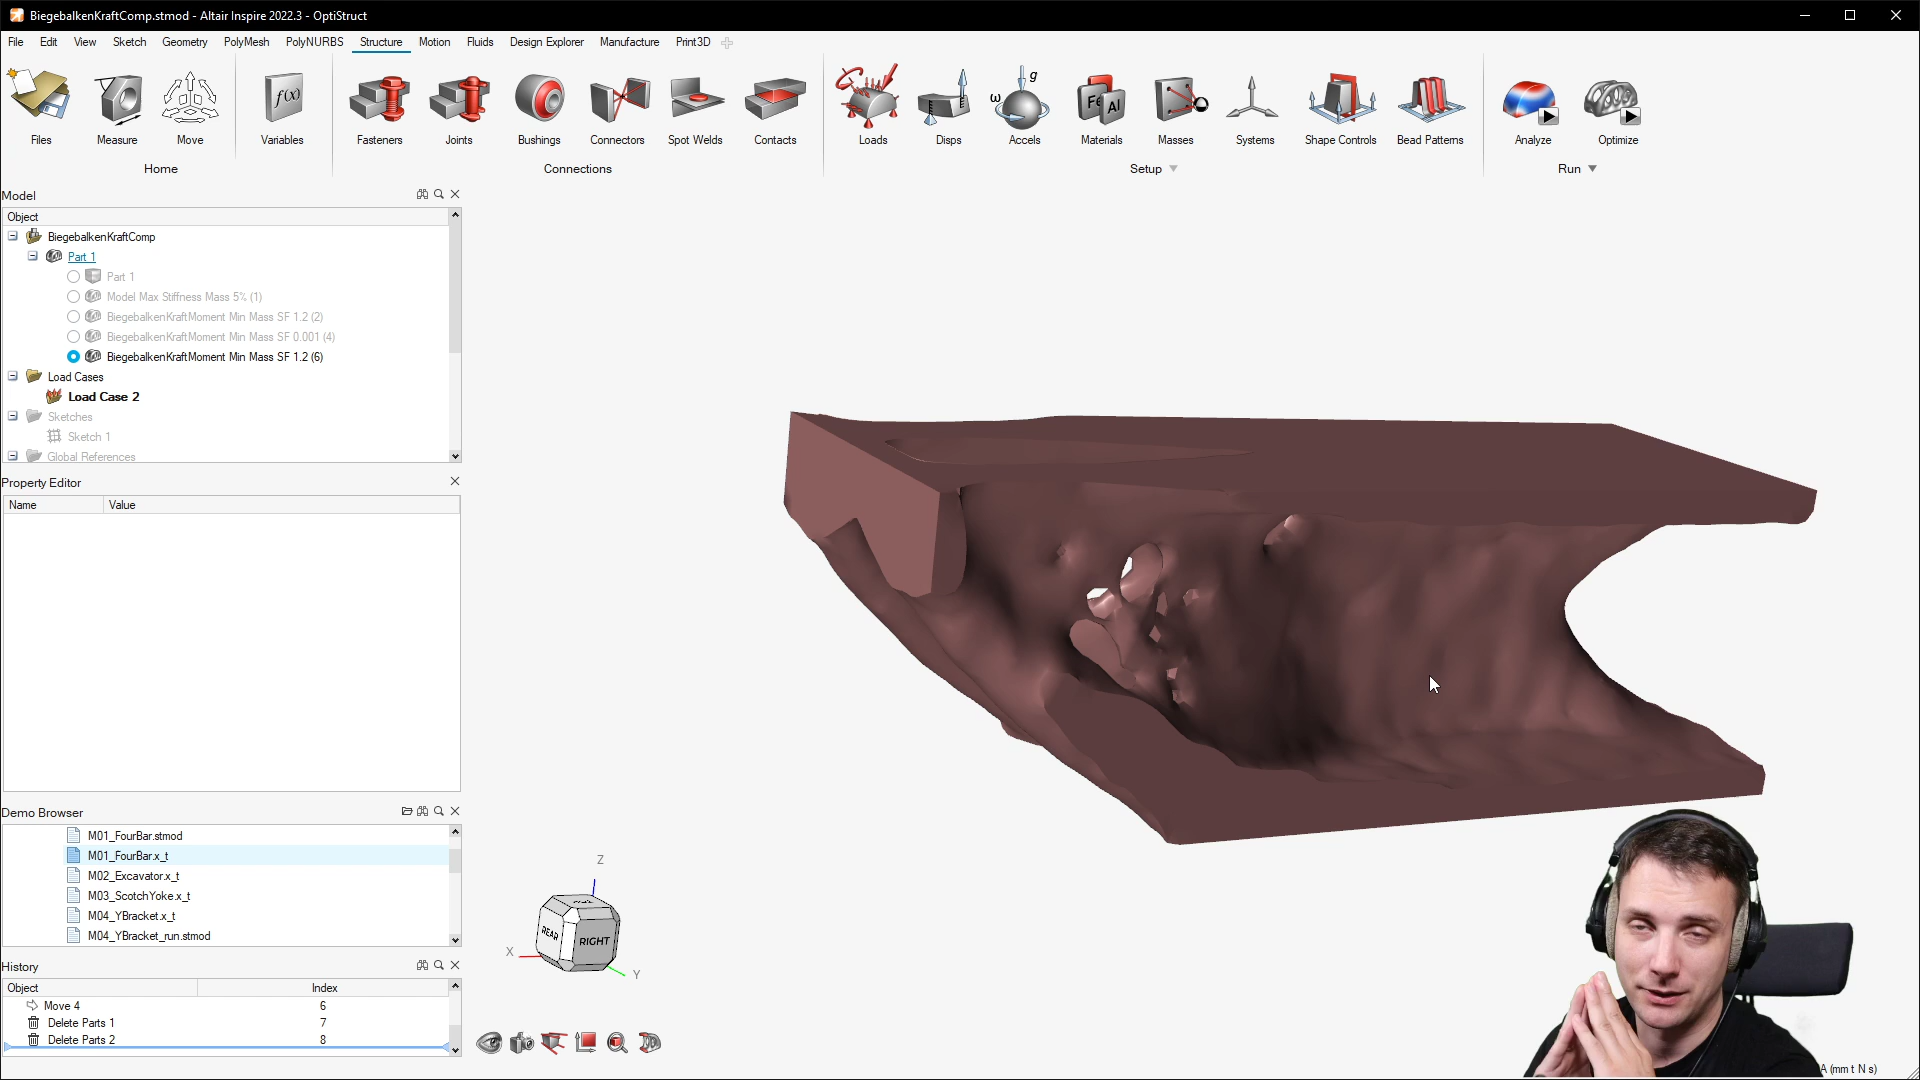 BiegebalkenKraftComp.stmod - Altair Inspire 2022.3 - OptiStruct
File Edit View Sketch Geometry PolyMesh PolyNURBS Structure Motion Fluids Design Explorer Manufacture Print3D
g
f(x)
ω
Fe Al
Files Measure Move Variables Fasteners Joints Bushings Connectors Spot Welds Contacts Loads Disps Accels Materials Masses Systems Shape Controls Bead Patterns Analyze Optimize
Home Connections Setup Run
Model
Object
BiegebalkenKraftComp
Part 1
Part 1
Model Max Stiffness Mass 5% (1)
BiegebalkenKraftMoment Min Mass SF 1.2 (2)
BiegebalkenKraftMoment Min Mass SF 0.001 (4)
BiegebalkenKraftMoment Min Mass SF 1.2 (6)
Load Cases
Load Case 2
Sketches
Sketch 1
Global References
Property Editor
Name Value
Demo Browser
M01_FourBar.stmod
M01_FourBar.x_t
M02_Excavator.x_t
M03_ScotchYoke.x_t
M04_YBracket.x_t
M04_YBracket_run.stmod
History
Object Index
Move 4 6
Delete Parts 1 7
Delete Parts 2 8
Z
REAR RIGHT
X
Y
A (mm t N s)